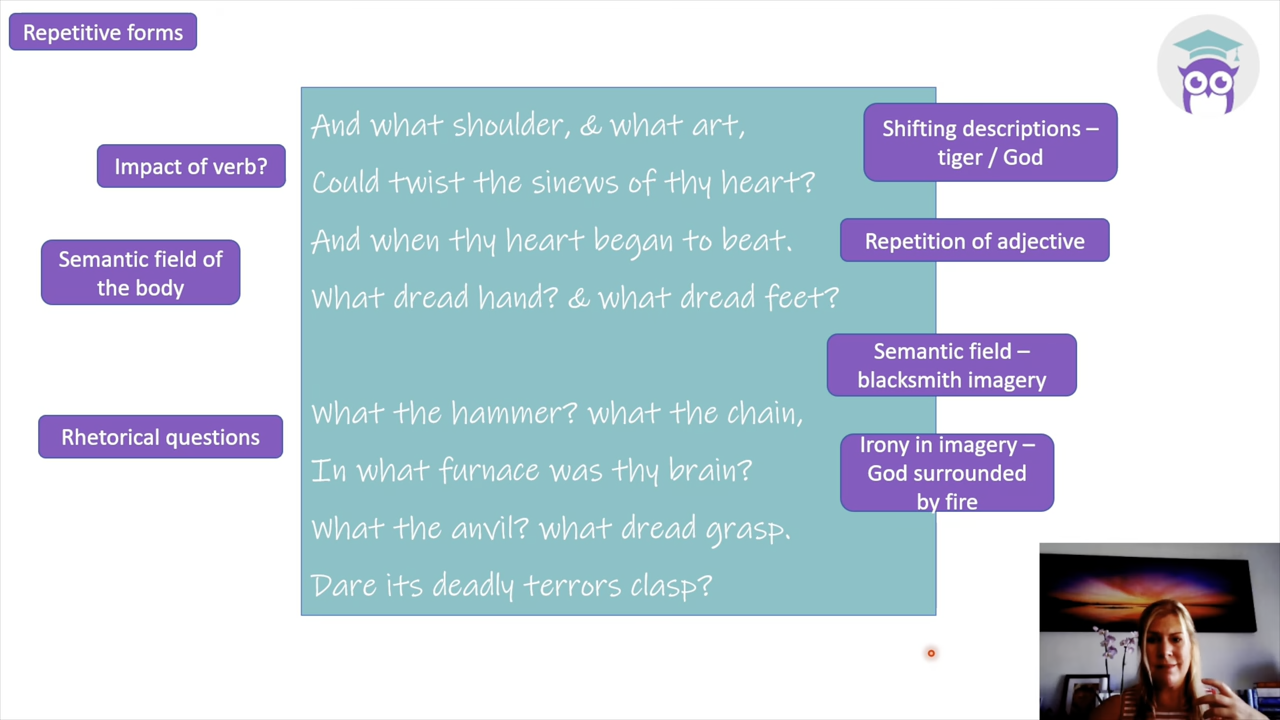 Repetitive forms
And what shoulder, & what art,
Could twist the sinews of thy heart?
And when thy heart began to beat.
What dread hand? & what dread feet?
What the hammer? what the chain,
In what furnace was thy brain?
What the anvil? what dread grasp.
Dare its deadly terrors clasp?
Impact of verb?
Semantic field of
the body
Rhetorical questions
Shifting descriptions –
tiger / God
Repetition of adjective
Semantic field –
blacksmith imagery
Irony in imagery –
God surrounded
by fire